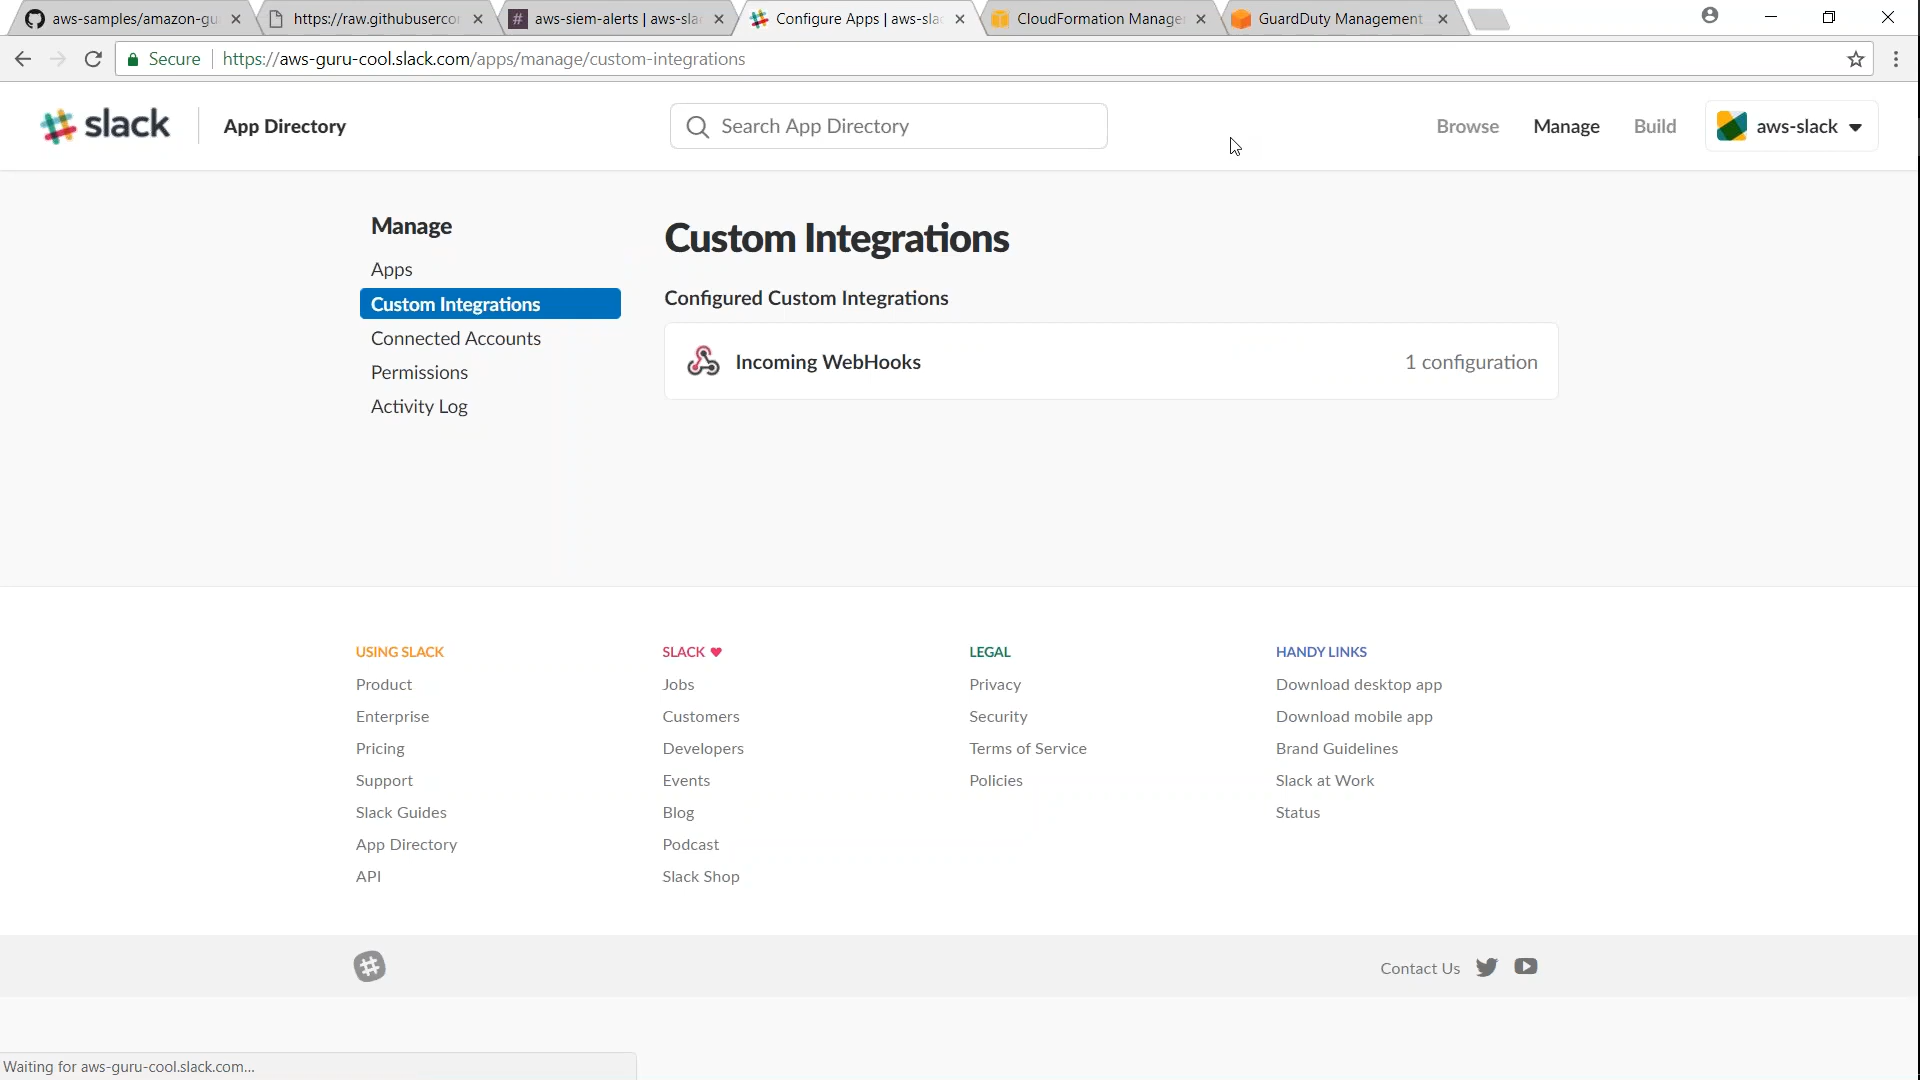 aws-samples/amazon-gu
https://raw.githubuserco
aws-siem-alerts | aws-sla
Configure Apps | aws-slac
CloudFormation Manage
GuardDuty Management
Secure
https://aws-guru-cool.slack.com/apps/manage/custom-integrations
slack
App Directory
Search App Directory
Browse
Manage
Build
aws-slack
Manage
Apps
Custom Integrations
Connected Accounts
Permissions
Activity Log
Custom Integrations
Configured Custom Integrations
Incoming WebHooks
1 configuration
USING SLACK
Product
Enterprise
Pricing
Support
Slack Guides
App Directory
API
SLACK ♥
Jobs
Customers
Developers
Events
Blog
Podcast
Slack Shop
LEGAL
Privacy
Security
Terms of Service
Policies
HANDY LINKS
Download desktop app
Download mobile app
Brand Guidelines
Slack at Work
Status
Contact Us
Waiting for aws-guru-cool.slack.com...